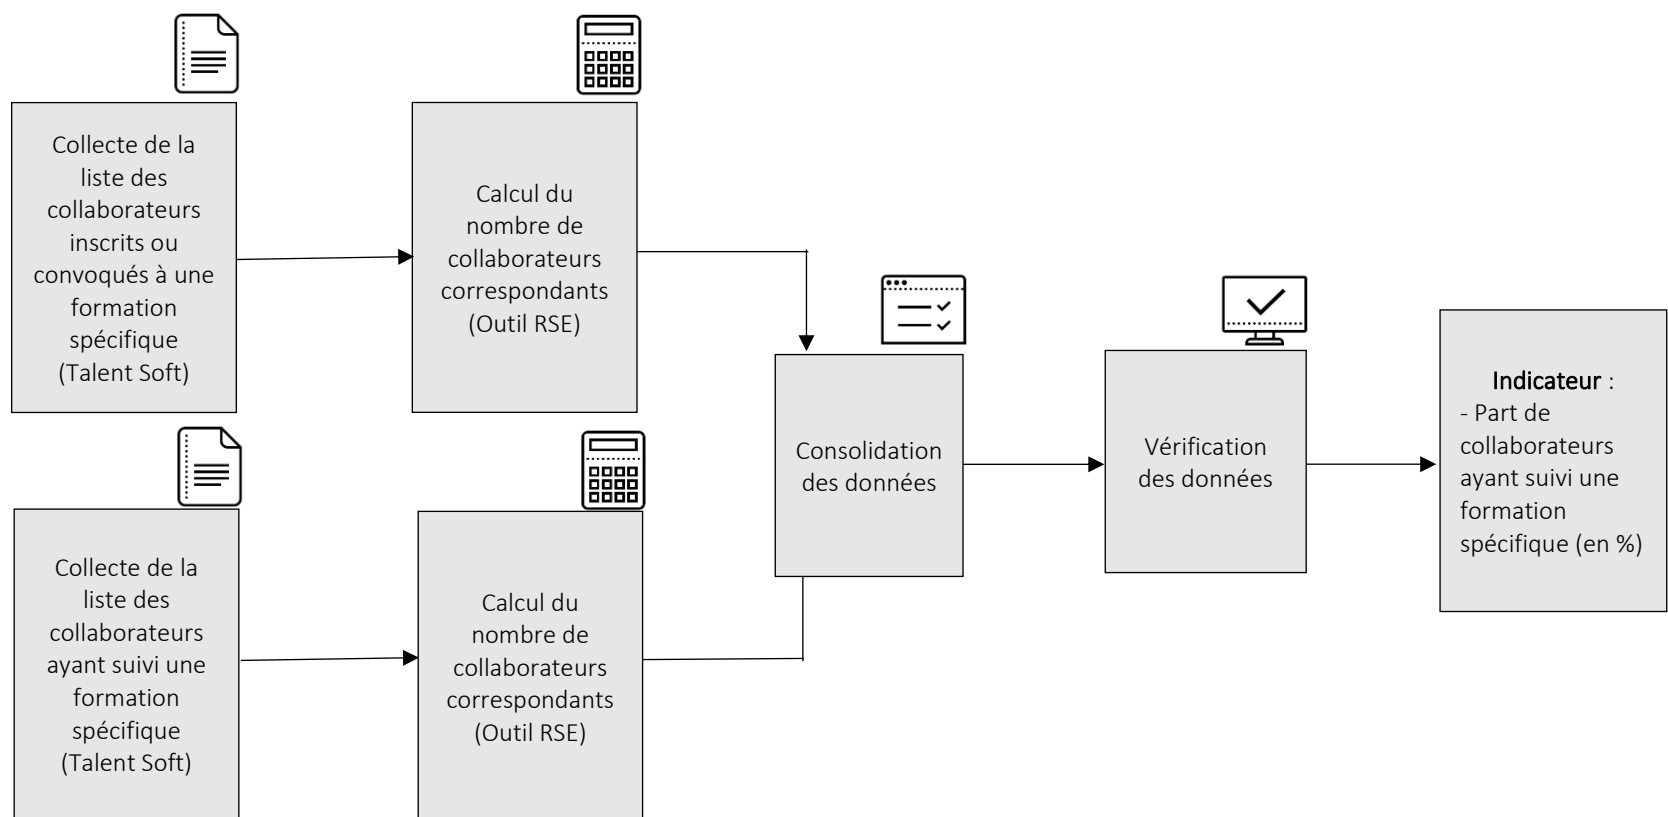 Collecte de la
liste des
collaborateurs
inscrits ou
convoqués à une
formation
spécifique
(Talent Soft)
Calcul du
nombre de
collaborateurs
correspondants
(Outil RSE)
Collecte de la
liste des
collaborateurs
ayant suivi une
formation
spécifique
(Talent Soft)
Calcul du
nombre de
collaborateurs
correspondants
(Outil RSE)
Consolidation
des données
Vérification
des données
Indicateur :
- Part de
collaborateurs
ayant suivi une
formation
spécifique (en %)